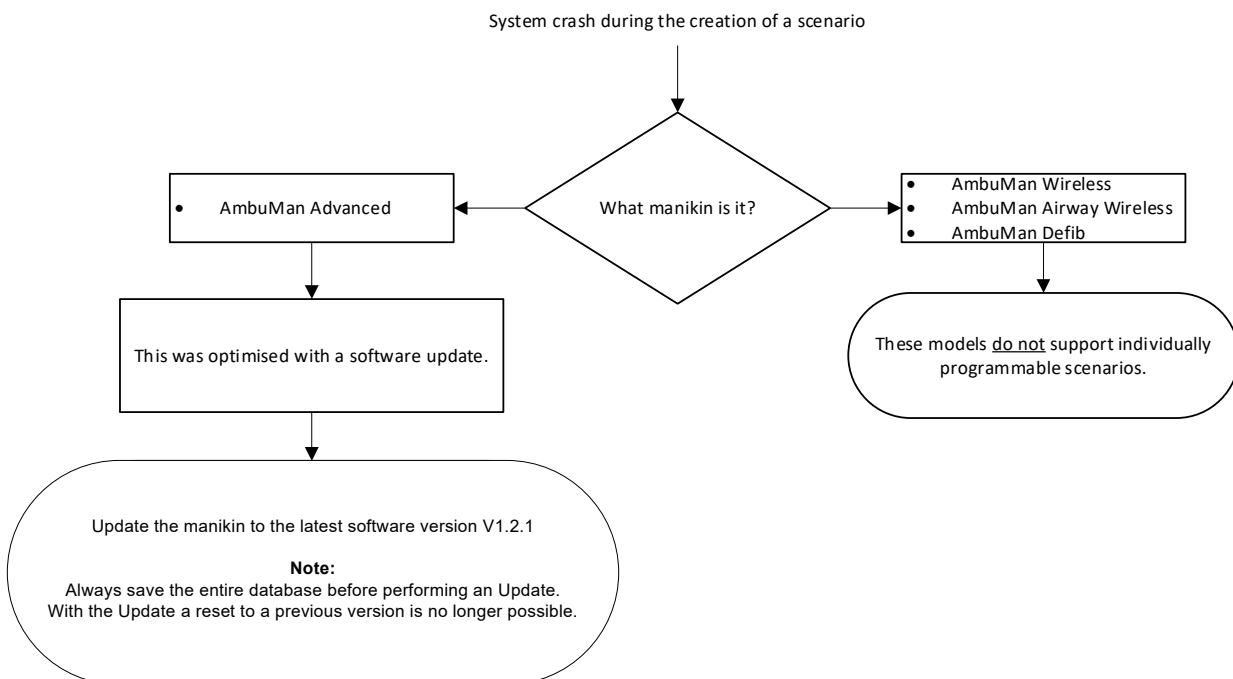 System crash during the creation of a scenario
What manikin is it?
• AmbuMan Advanced
• AmbuMan Wireless
• AmbuMan Airway Wireless
• AmbuMan Defib
This was optimised with a software update.
These models do not support individually
programmable scenarios.
Update the manikin to the latest software version V1.2.1
Note:
Always save the entire database before performing an Update.
With the Update a reset to a previous version is no longer possible.